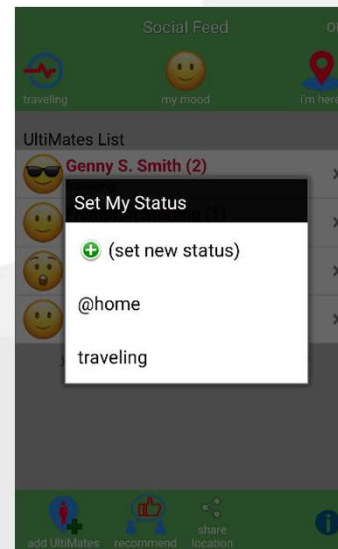 Social Feed
traveling
my mood
i'm here
UltiMates List
Genny S. Smith (2)
Set My Status
(set new status)
@home
traveling
add UltiMates
recommend
share
location